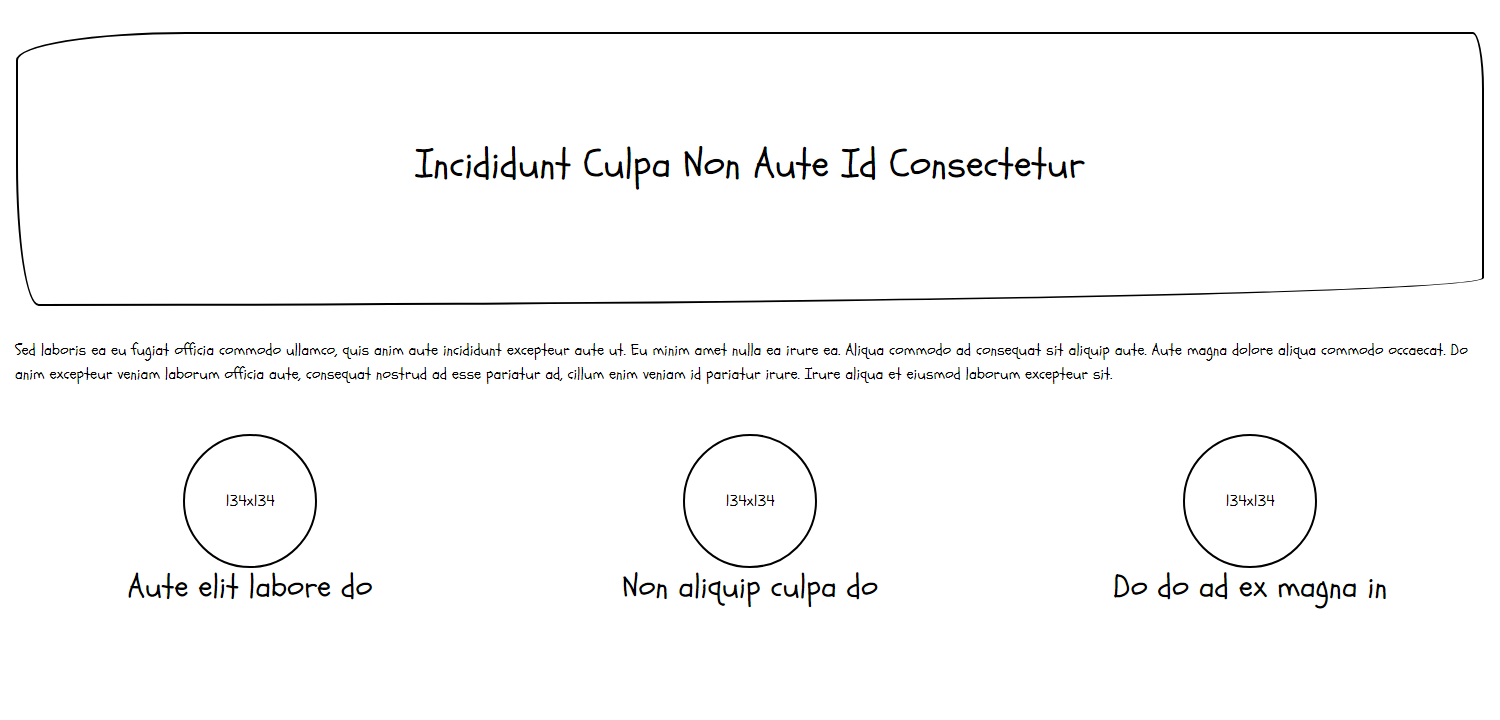 Incididunt Culpa Non Aute Id Consectetur
Sed laboris ea eu fugiat officia commodo ullamco, quis anim aute incididunt excepteur aute ut. Eu minim amet nulla ea irure ea. Aliqua commodo ad consequat sit aliquip aute. Aute magna dolore aliqua commodo occaecat. Do
anim excepteur veniam laborum officia aute, consequat nostrud ad esse pariatur ad, cillum enim veniam id pariatur irure. Irure aliqua et eiusmod laborum excepteur sit.
134x134
134x134
134x134
Aute elit labore do
Non aliquip culpa do
Do do ad ex magna in